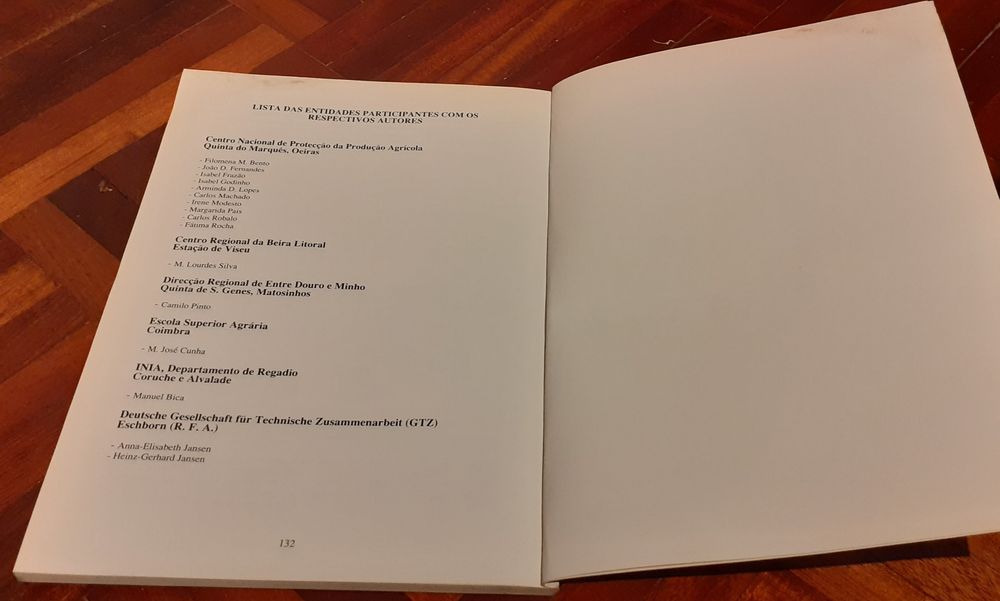 LISTA DAS ENTIDADES PARTICIPANTES COM OS
RESPECTIVOS AUTORES
Centro Nacional de Protecção da Produção Agrícola
Quinta do Marquês, Oeiras
- Filomena M. Bento
- João D. Fernandes
- Isabel Frazão
- Isabel Godinho
- Arminda D. Lopes
- Carlos Machado
- Irene Modesto
- Margarida Pais
- Carlos Robalo
- Fátima Rocha
Centro Regional da Beira Litoral
Estação de Viseu
- M. Lourdes Silva
Direcção Regional de Entre Douro e Minho
Quinta de S. Genes, Matosinhos
- Camilo Pinto
Escola Superior Agrária
Coimbra
- M. José Cunha
INIA, Departamento de Regadio
Coruche e Alvalade
- Manuel Bica
Deutsche Gesellschaft für Technische Zusammenarbeit (GTZ)
Eschborn (R. F. A.)
- Anna-Elisabeth Jansen
- Heinz-Gerhard Jansen
132